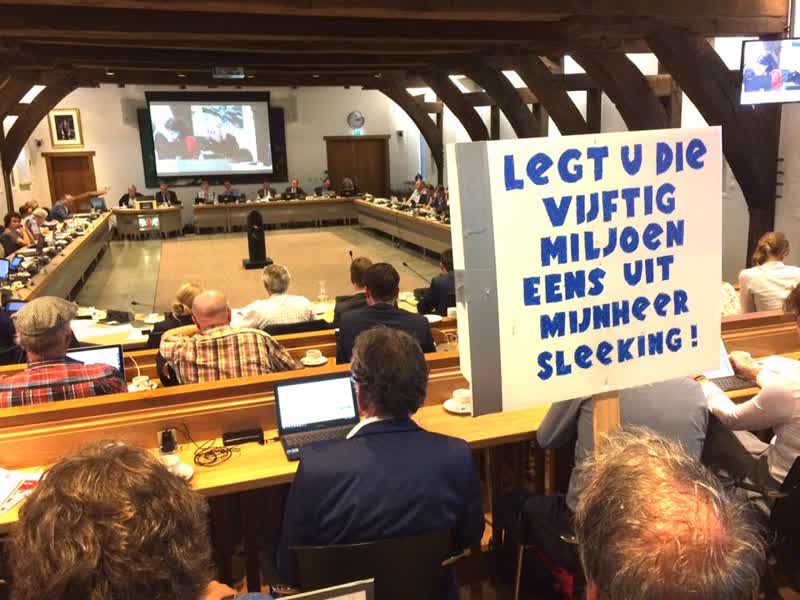 LEGT U DIE
VIJFTIG
MILJOEN
EENS UIT
MIJNHEER
SLEEKING!